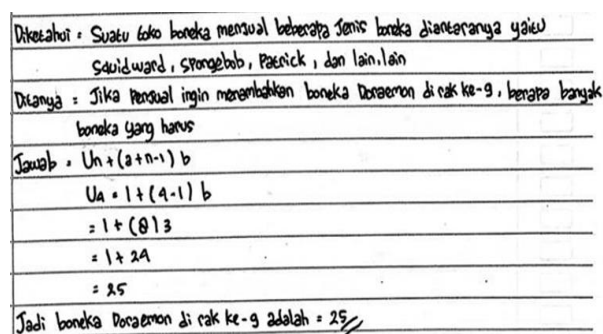 Diketahui : Suatu toko boneka menjual beberapa Jenis boneka diantaranya yaitu
Squidward, Spongebob, Patrick, dan lain, lain
Ditanya : Jika Penjual ingin menambahkan boneka Doraemon di rak ke-9, berapa banyak
boneka yang harus
Jawab : Un + (a+n-1) b
U9 = 1 + (9-1) b
= 1 + (8) 3
= 1 + 24
= 25
Jadi boneka Doraemon di rak ke-9 adalah = 25